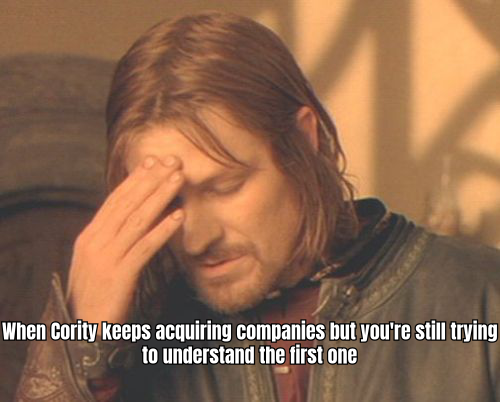 When Cority keeps acquiring companies but you're still trying
to understand the first one